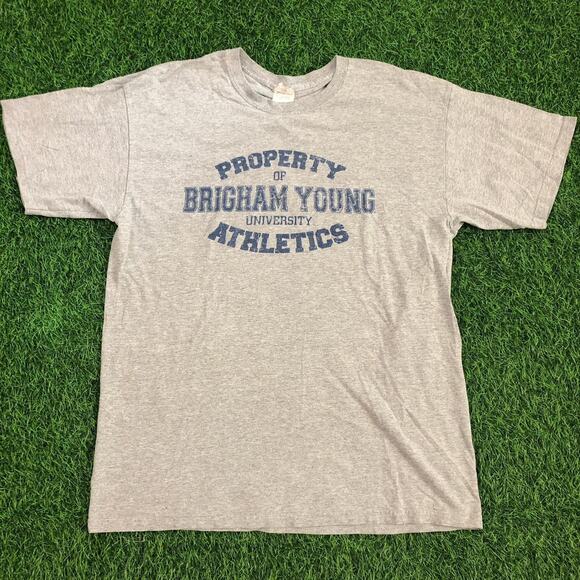 PROPERTY
OF
BRIGHAM YOUNG
UNIVERSITY
ATHLETICS